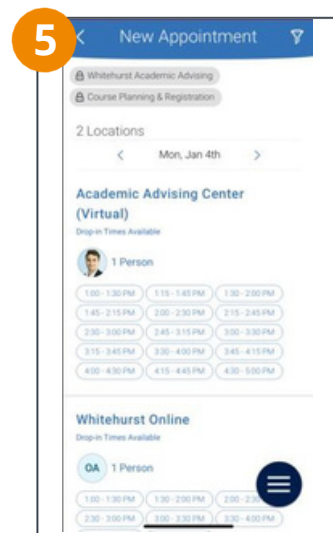 5
New Appointment
Whitehurst Academic Advising
Course Planning & Registration
2 Locations
Mon, Jan 4th
Academic Advising Center
(Virtual)
Drop-in Times Available
1 Person
1:00 - 1:30 PM 1:15 - 1:45 PM 1:30 - 2:00 PM
1:45 - 2:15 PM 2:00 - 2:30 PM 2:15 - 2:45 PM
2:30 - 3:00 PM 2:45 - 3:15 PM 3:00 - 3:30 PM
3:15 - 3:45 PM 3:30 - 4:00 PM 3:45 - 4:15 PM
4:00 - 4:30 PM 4:15 - 4:45 PM 4:30 - 5:00 PM
Whitehurst Online
Drop-in Times Available
OA 1 Person
1:00 - 1:30 PM 1:30 - 2:00 PM 2:00 - 2:30
2:30 - 3:00 PM 3:00 - 3:30 PM 3:30 - 4:00 PM